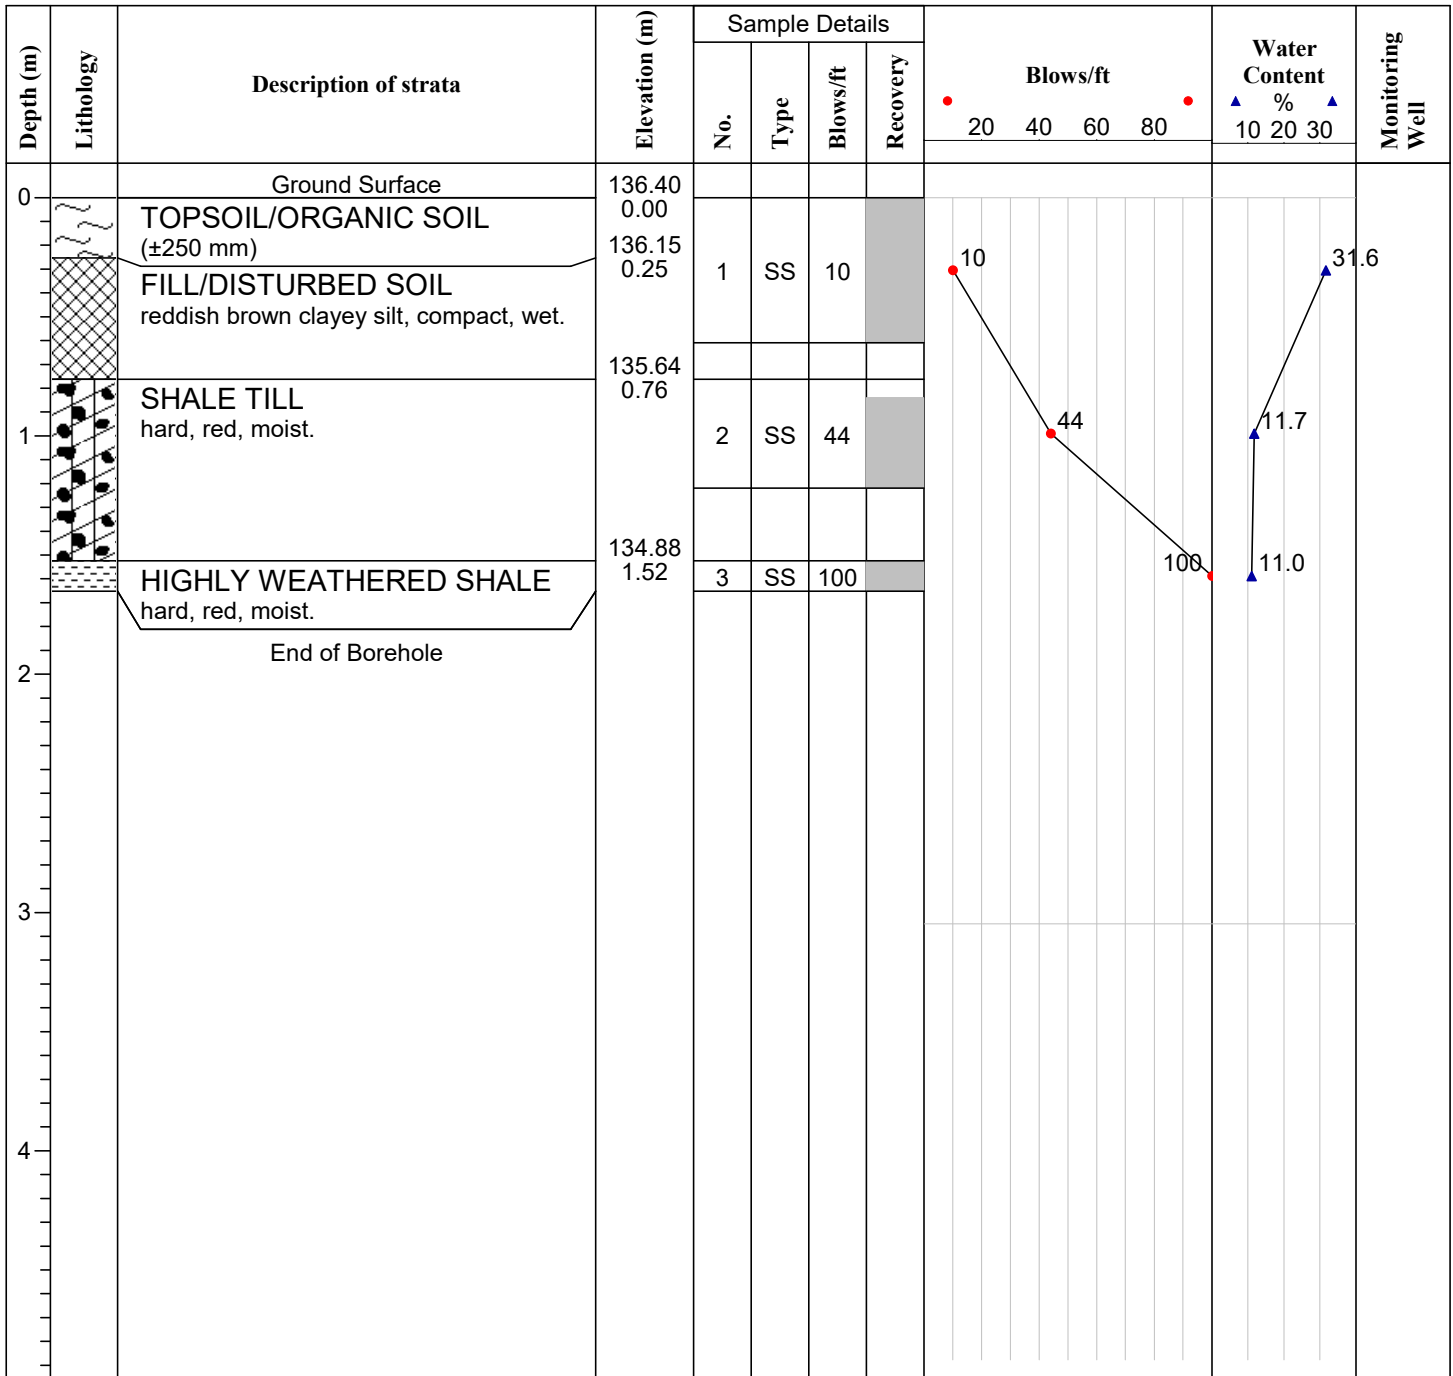 Depth (m)
Lithology
Description of strata
Elevation (m)
Sample Details
No.
Type
Blows/ft
Recovery
Blows/ft
20 40 60 80
Water
Content
%
10 20 30
Monitoring
Well
Ground Surface
136.40
0
0.00
TOPSOIL/ORGANIC SOIL
(±250 mm)
136.15
0.25
FILL/DISTURBED SOIL
reddish brown clayey silt, compact, wet.
1 SS 10
10
31.6
135.64
0.76
SHALE TILL
hard, red, moist.
1
2 SS 44
44
11.7
134.88
1.52
HIGHLY WEATHERED SHALE
hard, red, moist.
3 SS 100
100
11.0
End of Borehole
2
3
4